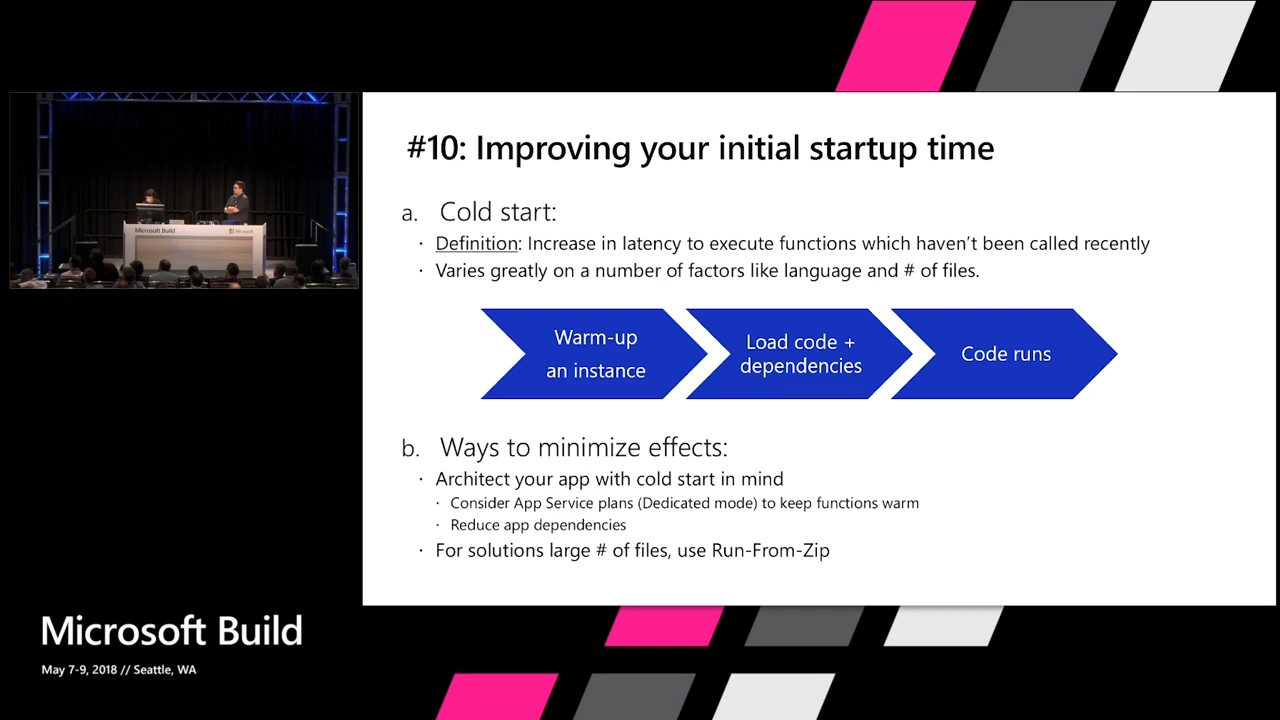 #10: Improving your initial startup time
a. Cold start:
· Definition: Increase in latency to execute functions which haven't been called recently
· Varies greatly on a number of factors like language and # of files.
Warm-up
an instance
Load code +
dependencies
Code runs
b. Ways to minimize effects:
· Architect your app with cold start in mind
· Consider App Service plans (Dedicated mode) to keep functions warm
· Reduce app dependencies
· For solutions large # of files, use Run-From-Zip
Microsoft Build
Microsoft
Microsoft Build
May 7-9, 2018 // Seattle, WA